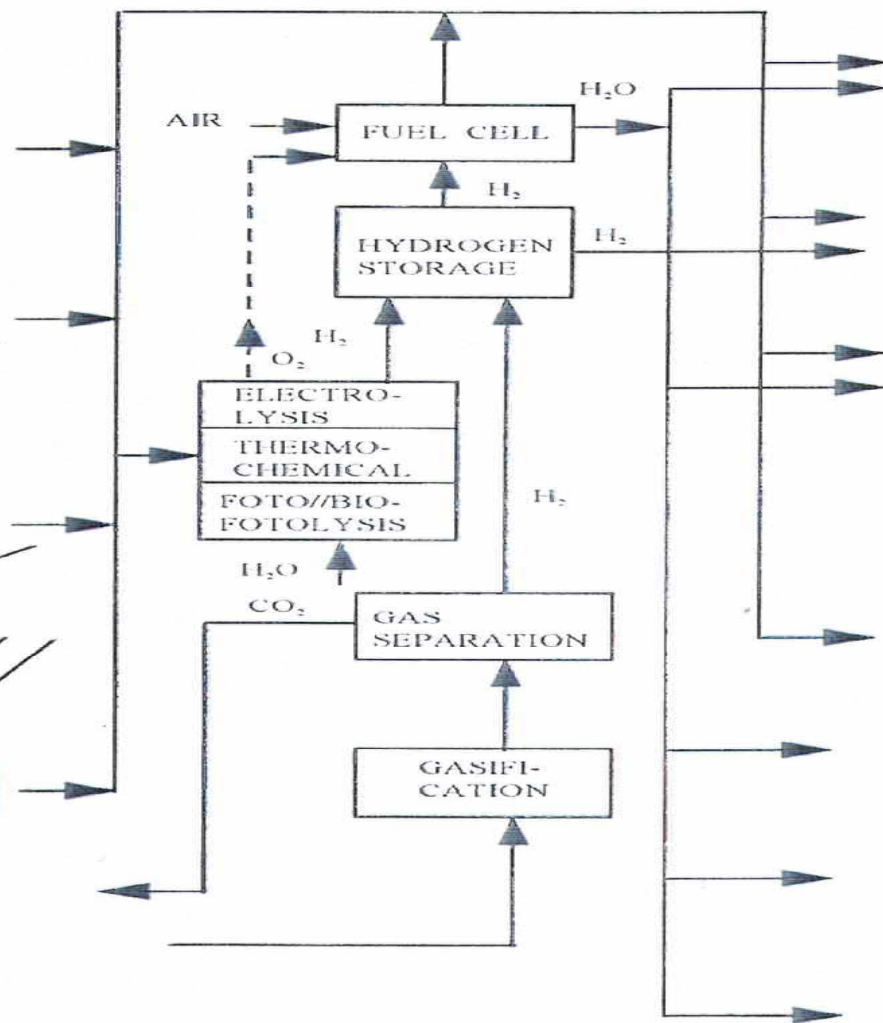 H₂O
AIR
FUEL CELL
H₂
HYDROGEN
STORAGE
H₂
H₂
O₂
ELECTRO-
LYSIS
THERMO-
CHEMICAL
FOTO//BIO-
FOTOLYSIS
H₂
H₂O
CO₂
GAS
SEPARATION
GASIFI-
CATION